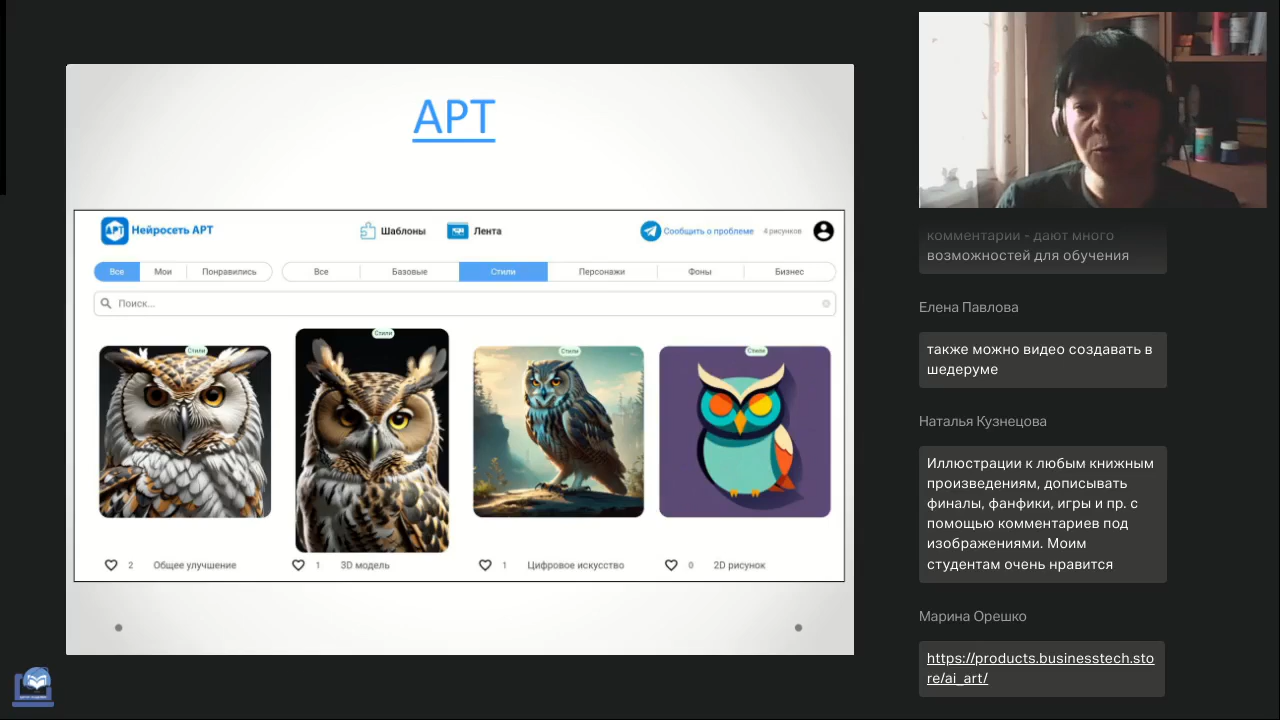 АРТ
АРТ Нейросеть АРТ
Шаблоны
Лента
Сообщить о проблеме
4 рисунков
Все Мои Понравились
Все Базовые Стили Персонажи Фоны Бизнес
Поиск...
Стили
Стили
Стили
Стили
2 Общее улучшение
1 3D модель
1 Цифровое искусство
0 2D рисунок
комментарии - дают много
возможностей для обучения
Елена Павлова
также можно видео создавать в
шедеруме
Наталья Кузнецова
Иллюстрации к любым книжным
произведениям, дописывать
финалы, фанфики, игры и пр. с
помощью комментариев под
изображениями. Моим
студентам очень нравится
Марина Орешко
https://products.businesstech.sto
re/ai_art/